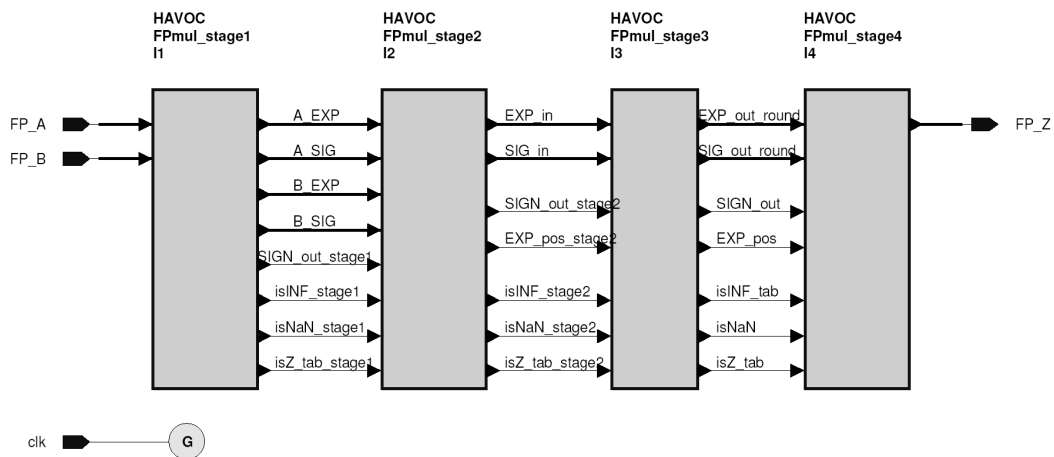 HAVOC
FPmul_stage1
I1
HAVOC
FPmul_stage2
I2
HAVOC
FPmul_stage3
I3
HAVOC
FPmul_stage4
I4
FP_A
FP_B
A_EXP
A_SIG
B_EXP
B_SIG
SIGN_out_stage1
isINF_stage1
isNaN_stage1
isZ_tab_stage1
EXP_in
SIG_in
SIGN_out_stage2
EXP_pos_stage2
isINF_stage2
isNaN_stage2
isZ_tab_stage2
EXP_out_round
SIG_out_round
SIGN_out
EXP_pos
isINF_tab
isNaN
isZ_tab
FP_Z
clk
G